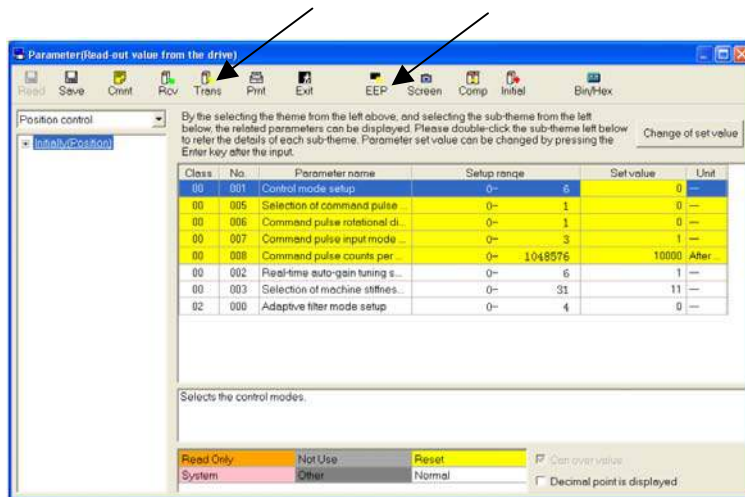 Parameter(Read-out value from the drive)
Read Save Cmnt Rcv Trans Prnt Exit EEP Screen Comp Initial Bin/Hex
Position control
Initially(Position)
By the selecting the theme from the left above, and selecting the sub-theme from the left
below, the related parameters can be displayed. Please double-click the sub-theme left below
to refer the details of each sub-theme. Parameter set value can be changed by pressing the
Enter key after the input.
Change of set value
Class No. Parameter name Setup range Set value Unit
00 001 Control mode setup 0- 6 0 —
00 005 Selection of command pulse ... 0- 1 0 —
00 006 Command pulse rotational di... 0- 1 0 —
00 007 Command pulse input mode ... 0- 3 1 —
00 008 Command pulse counts per ... 0- 1048576 10000 After ...
00 002 Real-time auto-gain tuning s... 0- 6 1 —
00 003 Selection of machine stiffnes... 0- 31 11 —
02 000 Adaptive filter mode setup 0- 4 0 —
Selects the control modes.
Read Only Not Use Reset
System Other Normal
Can over value
Decimal point is displayed